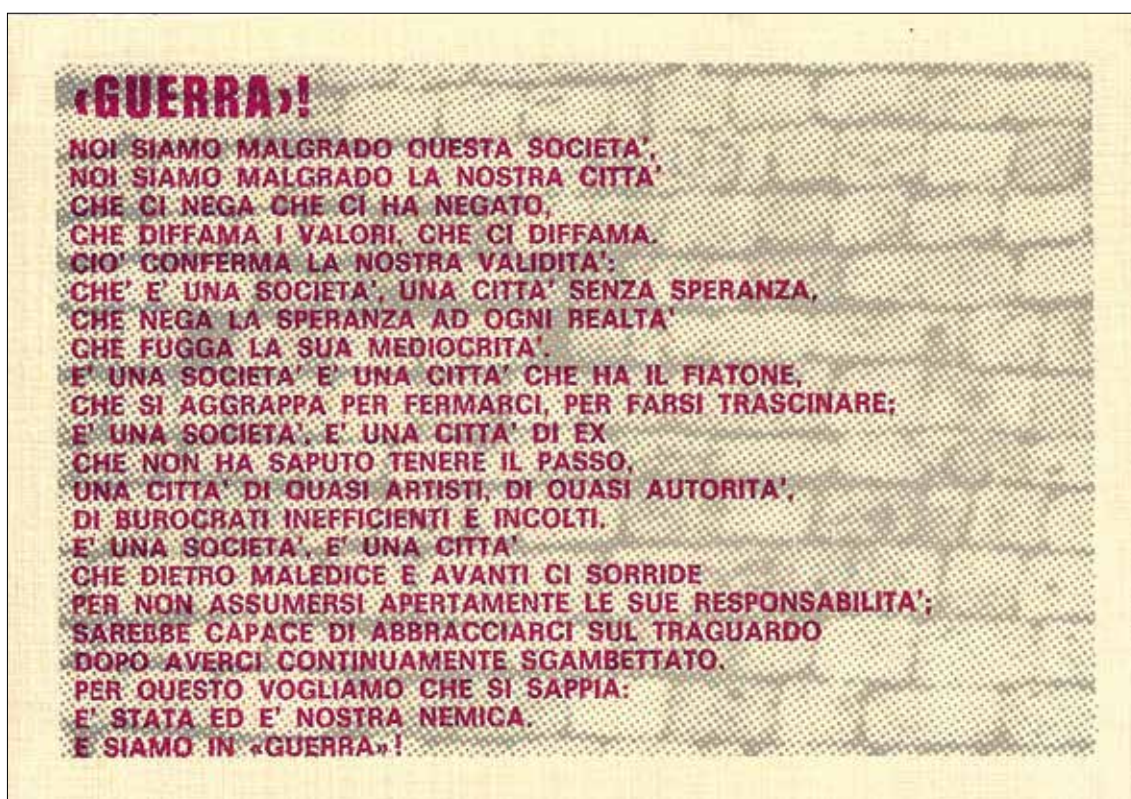 «GUERRA»!
NOI SIAMO MALGRADO QUESTA SOCIETA',
NOI SIAMO MALGRADO LA NOSTRA CITTA'
CHE CI NEGA CHE CI HA NEGATO,
CHE DIFFAMA I VALORI, CHE CI DIFFAMA.
CIO' CONFERMA LA NOSTRA VALIDITA':
CHE' E' UNA SOCIETA', UNA CITTA' SENZA SPERANZA,
CHE NEGA LA SPERANZA AD OGNI REALTA'
CHE FUGGA LA SUA MEDIOCRITA'.
E' UNA SOCIETA' E' UNA CITTA' CHE HA IL FIATONE,
CHE SI AGGRAPPA PER FERMARCI, PER FARSI TRASCINARE;
E' UNA SOCIETA', E' UNA CITTA' DI EX
CHE NON HA SAPUTO TENERE IL PASSO,
UNA CITTA' DI QUASI ARTISTI, DI QUASI AUTORITA',
DI BUROCRATI INEFFICIENTI E INCOLTI.
E' UNA SOCIETA', E' UNA CITTA'
CHE DIETRO MALEDICE E AVANTI CI SORRIDE
PER NON ASSUMERSI APERTAMENTE LE SUE RESPONSABILITA';
SAREBBE CAPACE DI ABBRACCIARCI SUL TRAGUARDO
DOPO AVERCI CONTINUAMENTE SGAMBETTATO.
PER QUESTO VOGLIAMO CHE SI SAPPIA:
E' STATA ED E' NOSTRA NEMICA.
E SIAMO IN «GUERRA»!